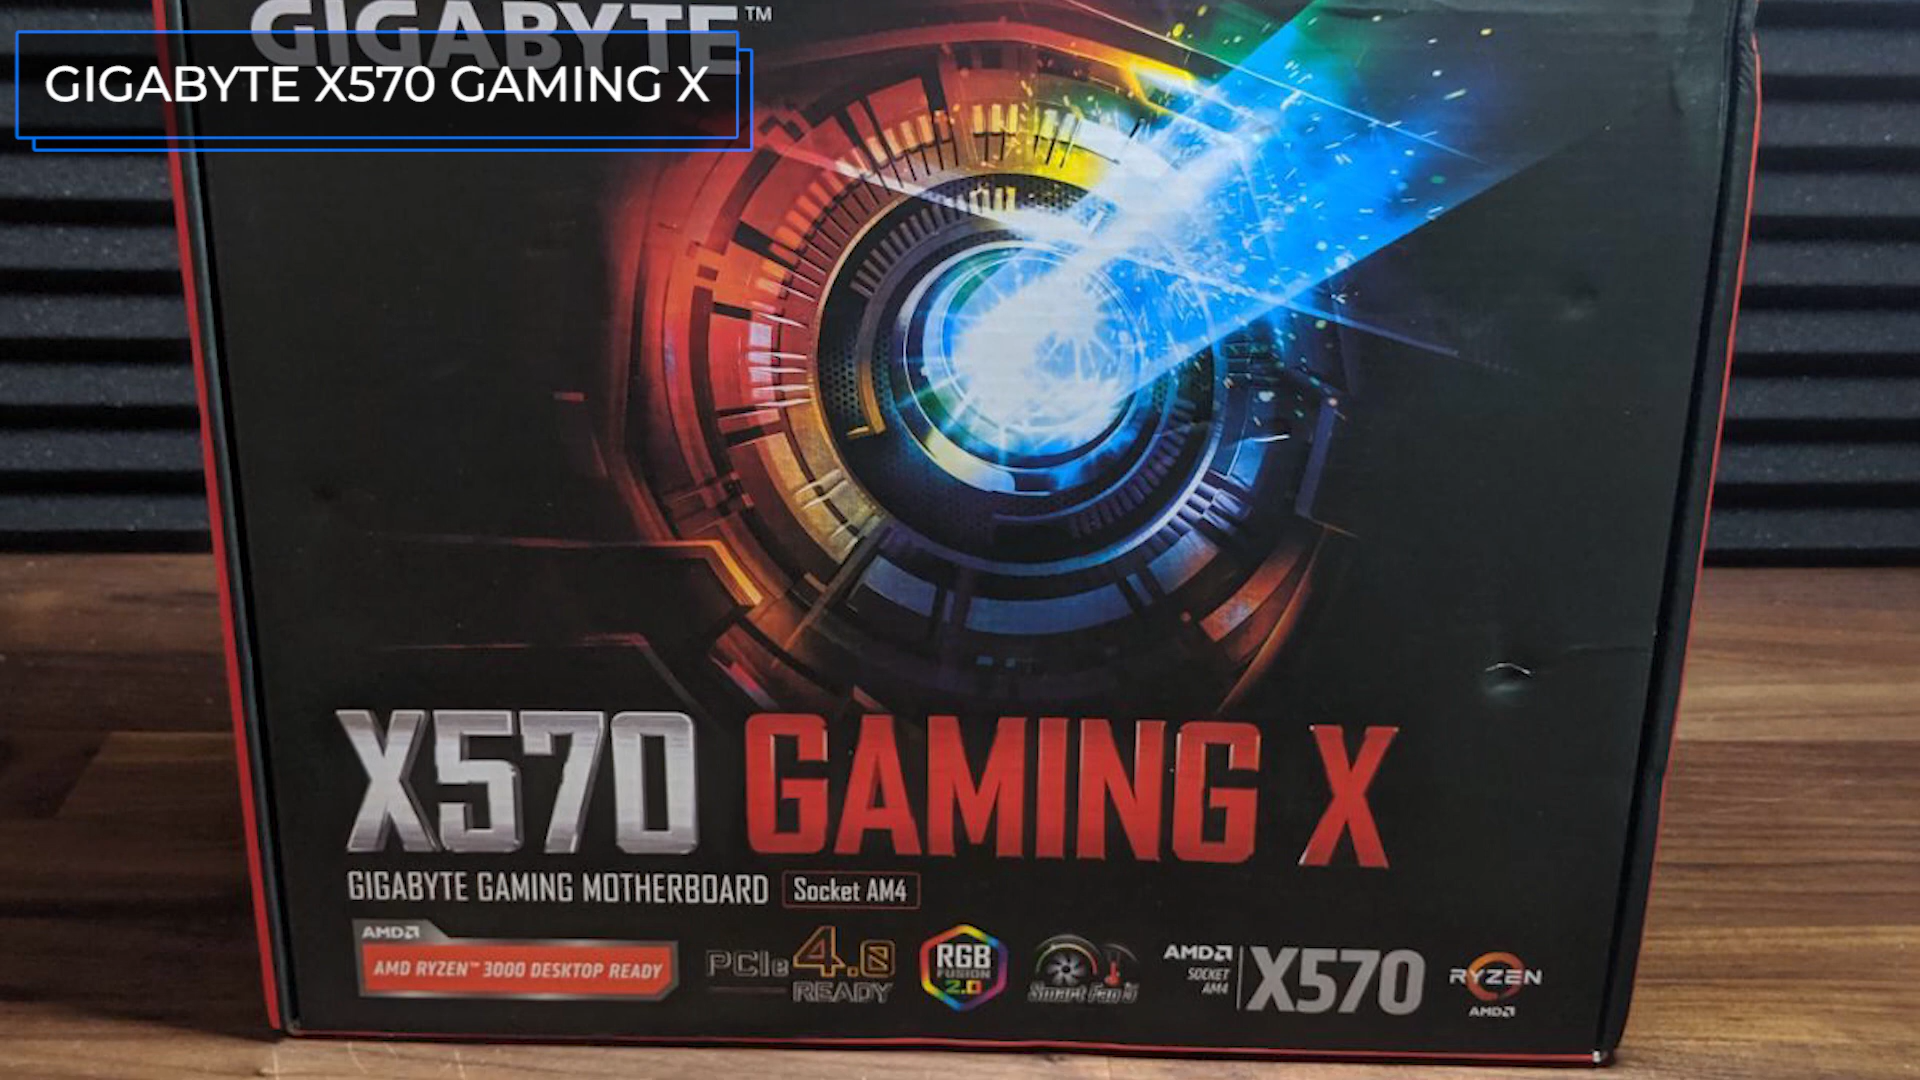 GIGABYTE™
GIGABYTE X570 GAMING X
X570 GAMING X
GIGABYTE GAMING MOTHERBOARD Socket AM4
AMD
AMD RYZEN™ 3000 DESKTOP READY
PCIe 4.0
READY
RGB
FUSION
2.0
Smart Fan 5
AMD
SOCKET
AM4
X570
RYZEN
AMD